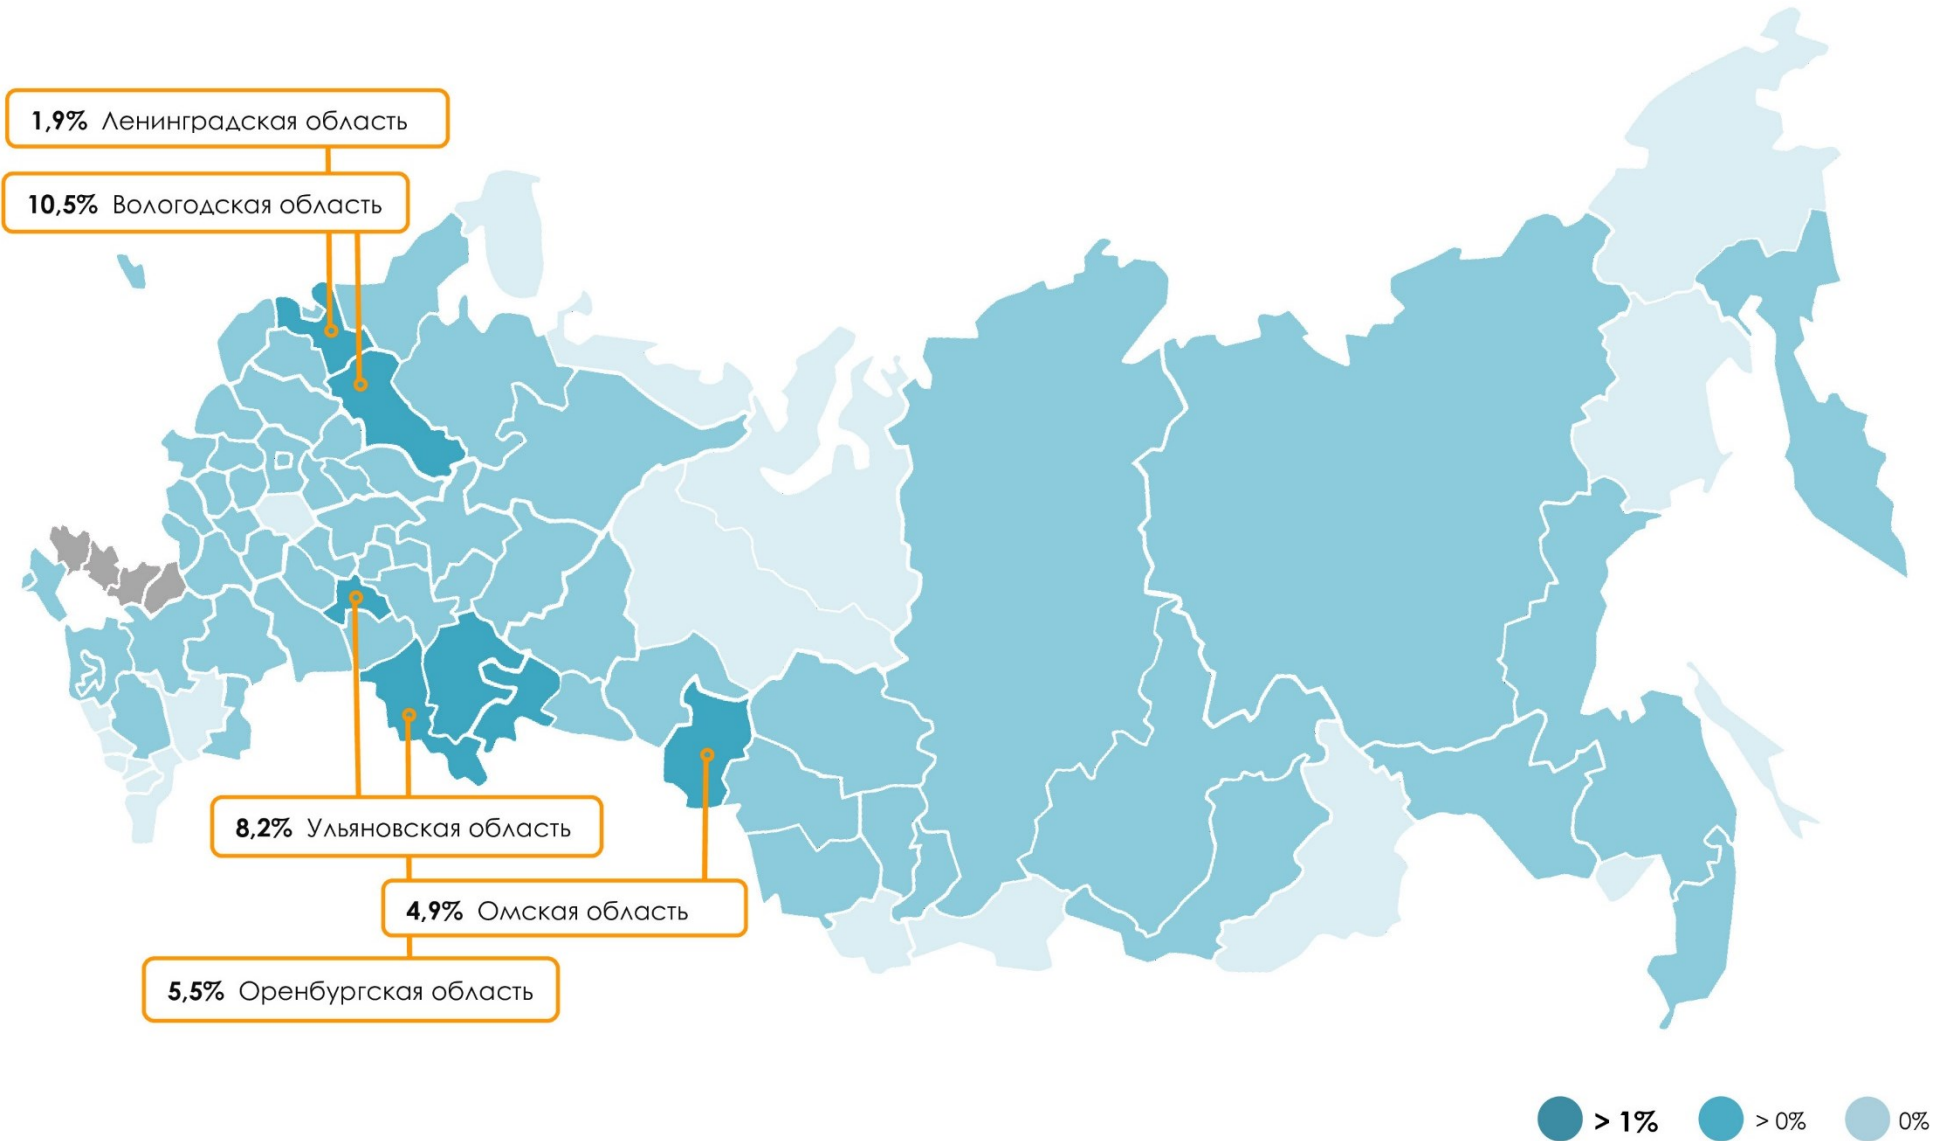 1,9% Ленинградская область
10,5% Вологодская область
8,2% Ульяновская область
4,9% Омская область
5,5% Оренбургская область
> 1% > 0% 0%